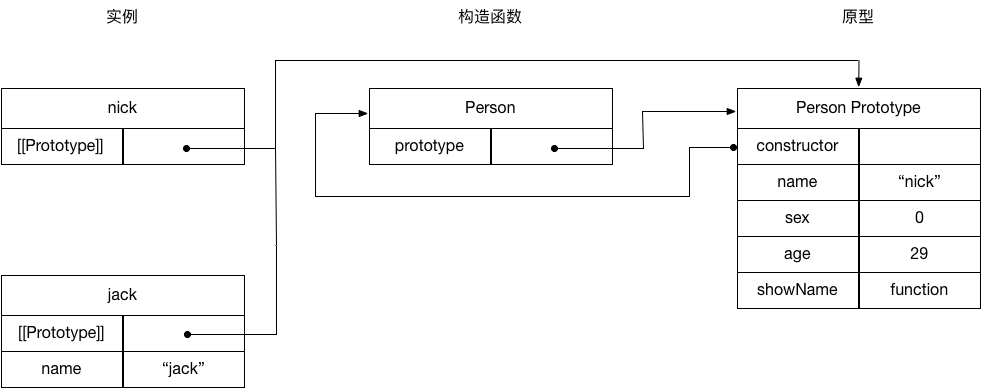 实例 构造函数 原型
nick
[[Prototype]]
Person
prototype
Person Prototype
constructor
name “nick”
sex 0
age 29
showName function
jack
[[Prototype]]
name “jack”